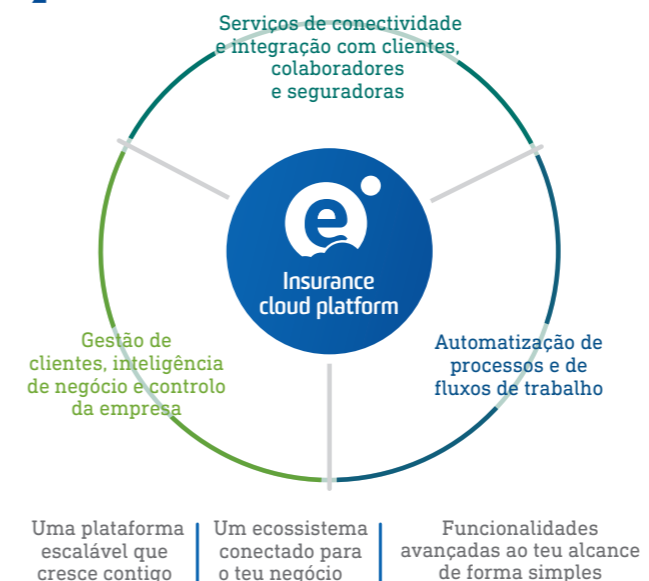 Serviços de conectividade
e integração com clientes,
colaboradores
e seguradoras
e
Insurance
cloud platform
Gestão de
clientes, inteligência
de negócio e controlo
da empresa
Automatização de
processos e de
fluxos de trabalho
Uma plataforma
escalável que
cresce contigo
Um ecossistema
conectado para
o teu negócio
Funcionalidades
avançadas ao teu alcance
de forma simples